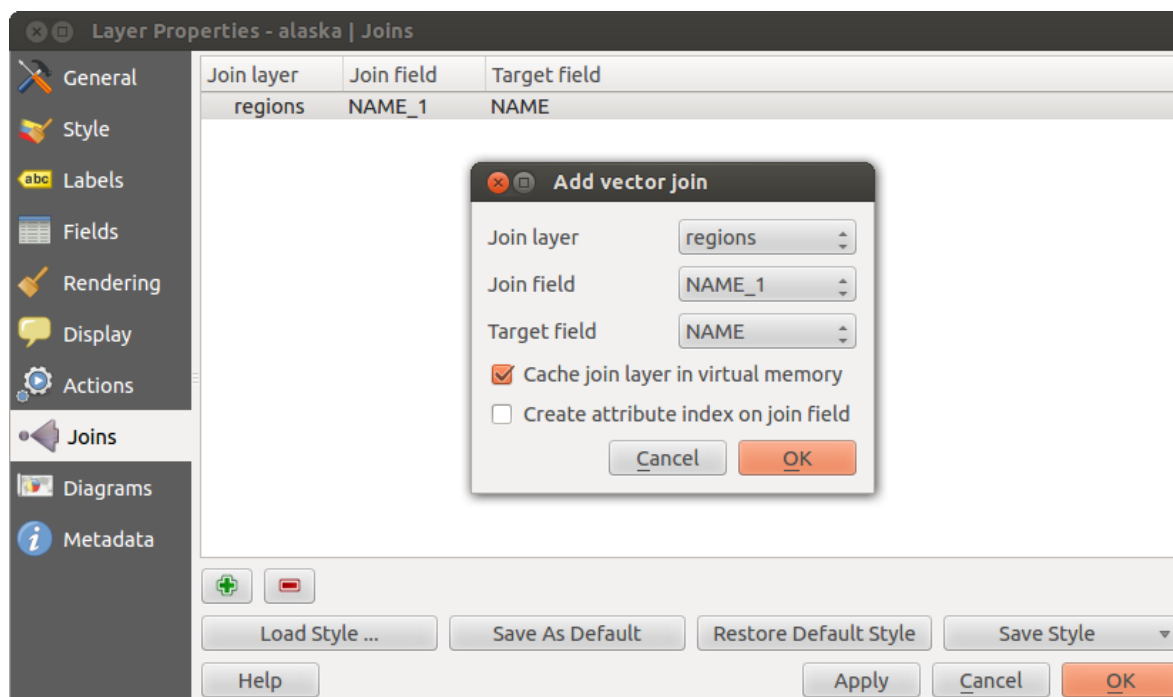 Layer Properties - alaska | Joins
General
Style
abc Labels
Fields
Rendering
Display
Actions
Joins
Diagrams
Metadata
Join layer Join field Target field
regions NAME_1 NAME
Add vector join
Join layer regions
Join field NAME_1
Target field NAME
Cache join layer in virtual memory
Create attribute index on join field
Cancel OK
Load Style ... Save As Default Restore Default Style Save Style
Help Apply Cancel OK